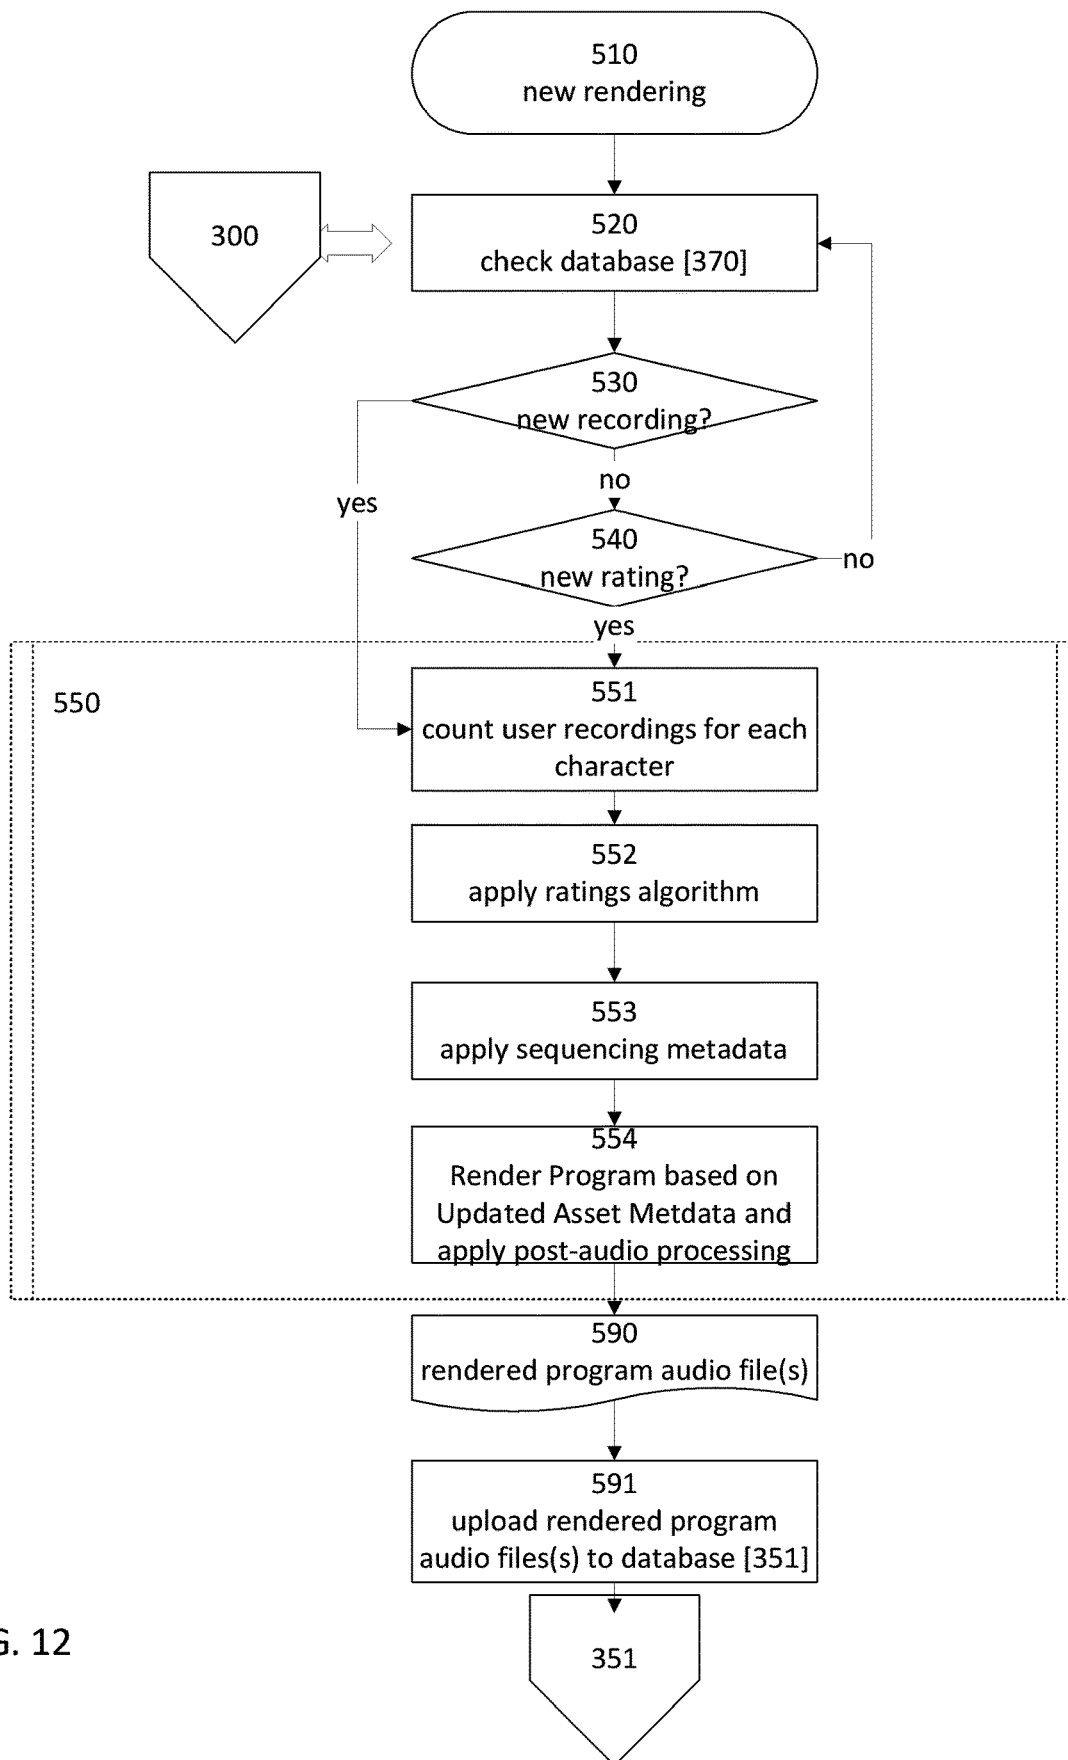 510
new rendering
300
520
check database [370]
530
new recording?
no
yes
540
new rating?
no
yes
550
551
count user recordings for each
character
552
apply ratings algorithm
553
apply sequencing metadata
554
Render Program based on
Updated Asset Metdata and
apply post-audio processing
590
rendered program audio file(s)
591
upload rendered program
audio files(s) to database [351]
351
G. 12